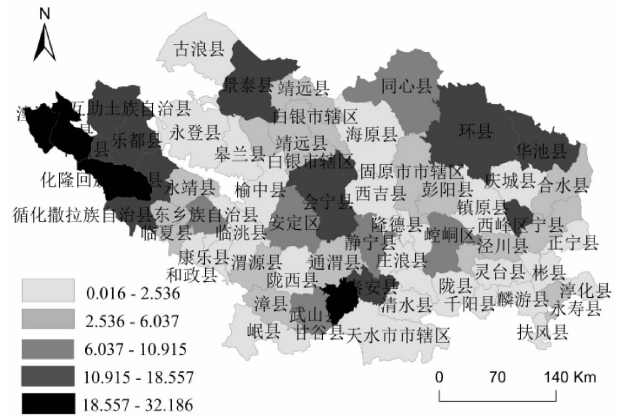 N
古浪县
景泰县
靖远县
同心县
互助土族自治县
白银市辖区
乐都县
永登县
皋兰县
靖远县
海原县
环县
华池县
白银市辖区
固原市市辖区
庆城县
合水县
永靖县
榆中县
会宁县
西吉县
彭阳县
镇原县
循化撒拉族自治县
东乡族自治县
安定区
隆德县
崆峒区
西峰区
宁县
临夏县
临洮县
静宁县
泾川县
正宁县
康乐县
渭源县
通渭县
庄浪县
和政县
陇西县
灵台县
彬县
漳县
清水县
陇县
千阳县
麟游县
淳化县
武山县
永寿县
岷县
甘谷县
天水市市辖区
扶风县
0.016 - 2.536
2.536 - 6.037
6.037 - 10.915
10.915 - 18.557
18.557 - 32.186
0 70 140 Km